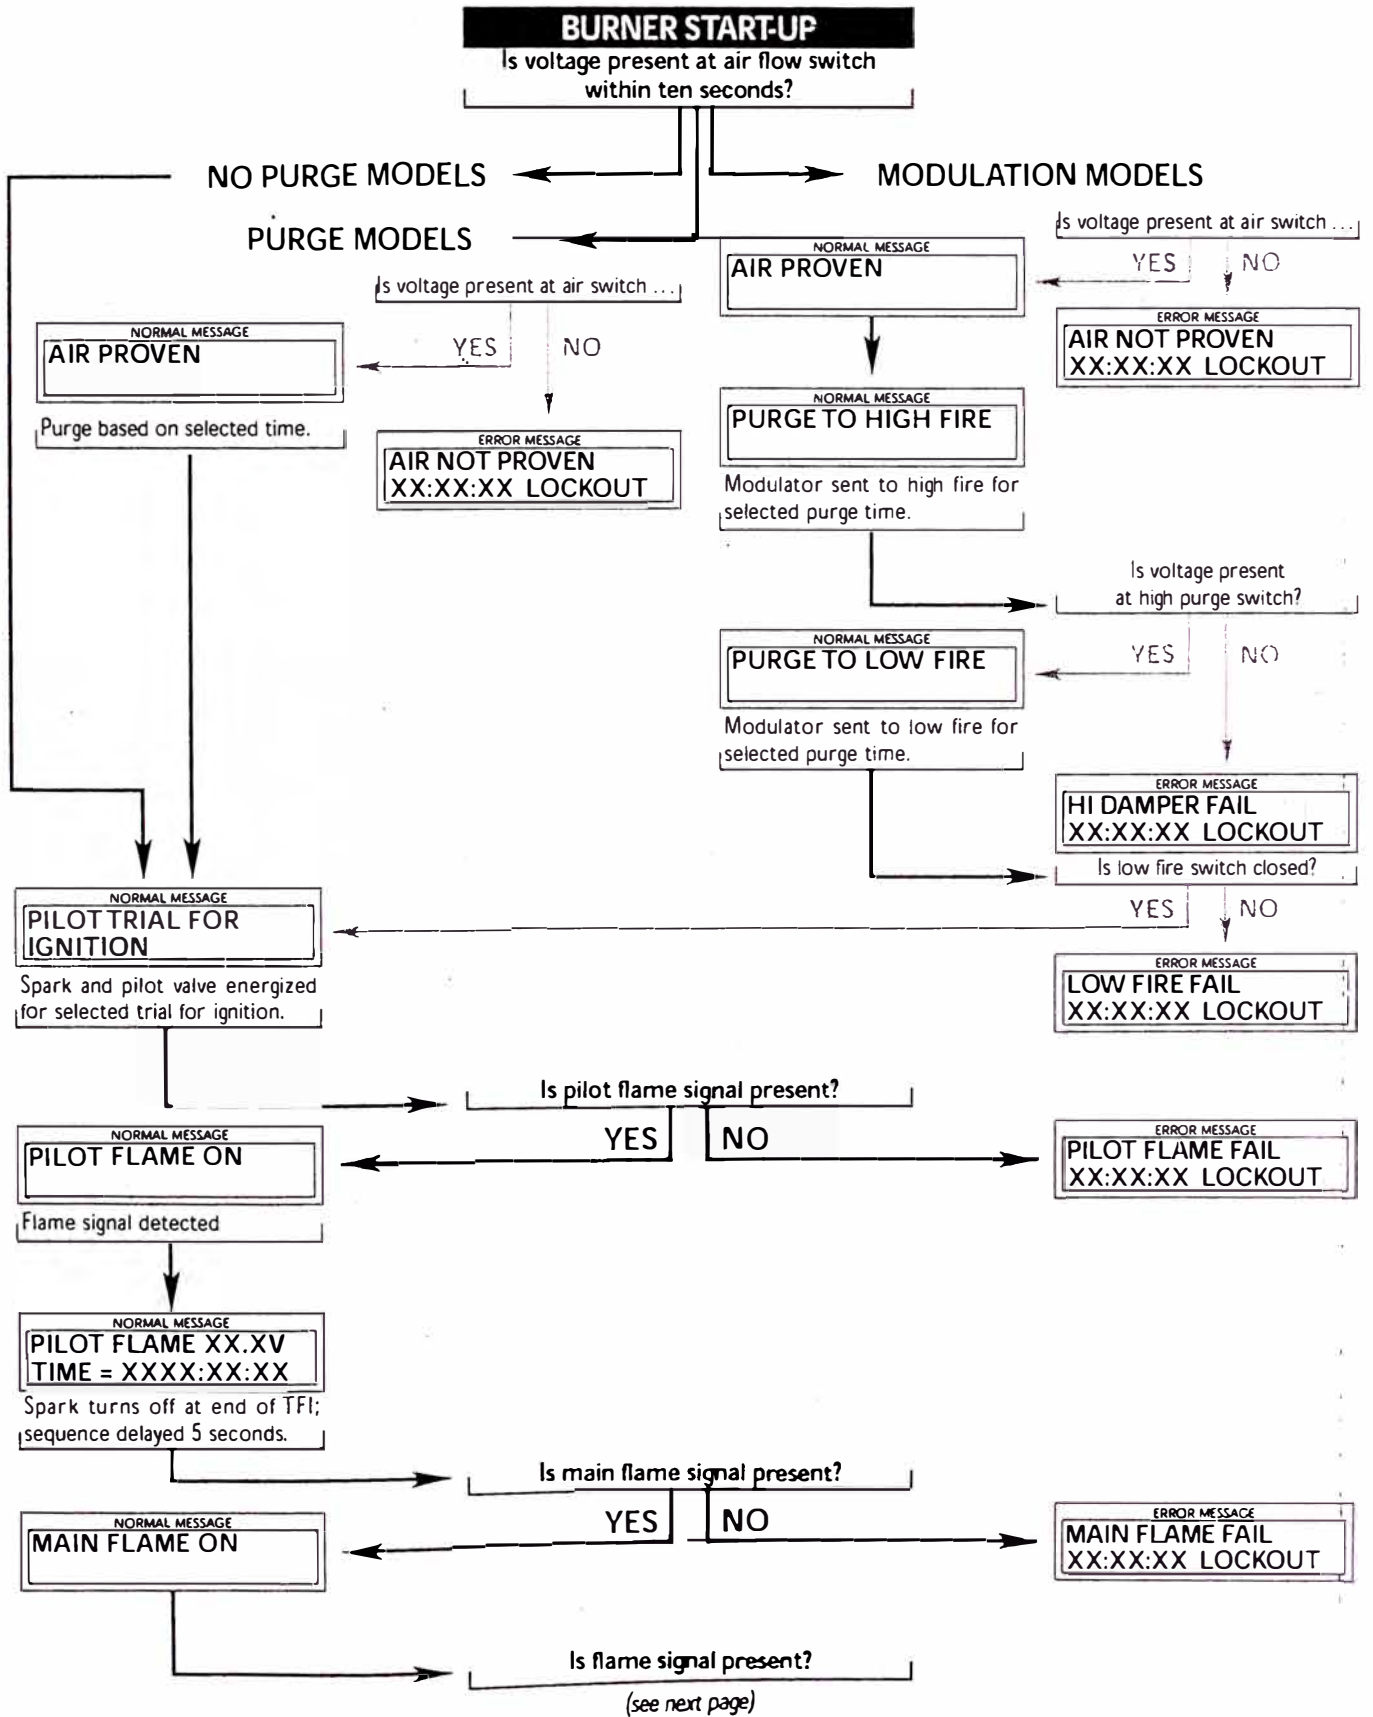 BURNER START-UP
Is voltage present at air flow switch
within ten seconds?
NO PURGE MODELS
MODULATION MODELS
PURGE MODELS
Is voltage present at air switch ...
YES
NO
NORMAL MESSAGE
AIR PROVEN
Purge based on selected time.
ERROR MESSAGE
AIR NOT PROVEN
XX:XX:XX LOCKOUT
Is voltage present at air switch ...
YES
NO
NORMAL MESSAGE
AIR PROVEN
ERROR MESSAGE
AIR NOT PROVEN
XX:XX:XX LOCKOUT
NORMAL MESSAGE
PURGE TO HIGH FIRE
Modulator sent to high fire for
selected purge time.
Is voltage present
at high purge switch?
YES
NO
NORMAL MESSAGE
PURGE TO LOW FIRE
Modulator sent to low fire for
selected purge time.
ERROR MESSAGE
HI DAMPER FAIL
XX:XX:XX LOCKOUT
Is low fire switch closed?
YES
NO
ERROR MESSAGE
LOW FIRE FAIL
XX:XX:XX LOCKOUT
NORMAL MESSAGE
PILOT TRIAL FOR
IGNITION
Spark and pilot valve energized
for selected trial for ignition.
Is pilot flame signal present?
YES
NO
NORMAL MESSAGE
PILOT FLAME ON
Flame signal detected
ERROR MESSAGE
PILOT FLAME FAIL
XX:XX:XX LOCKOUT
NORMAL MESSAGE
PILOT FLAME XX.XV
TIME = XXXX:XX:XX
Spark turns off at end of TFI;
sequence delayed 5 seconds.
Is main flame signal present?
YES
NO
NORMAL MESSAGE
MAIN FLAME ON
ERROR MESSAGE
MAIN FLAME FAIL
XX:XX:XX LOCKOUT
Is flame signal present?
(see next page)